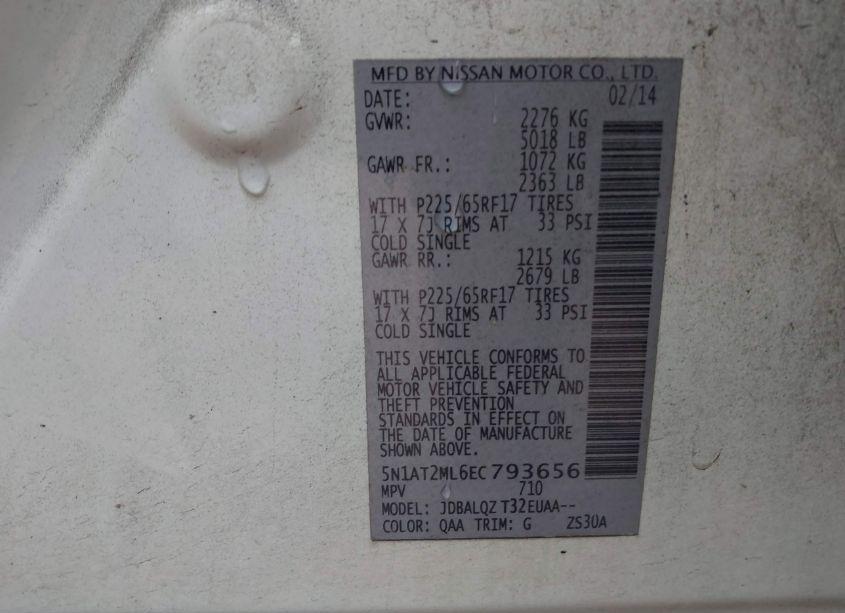 MFD BY NISSAN MOTOR CO., LTD.
DATE: 02/14
GVWR: 2276 KG
5018 LB
GAWR FR.: 1072 KG
2363 LB
WITH P225/65RF17 TIRES
17 X 7J RIMS AT 33 PSI
COLD SINGLE
GAWR RR.: 1215 KG
2679 LB
WITH P225/65RF17 TIRES
17 X 7J RIMS AT 33 PSI
COLD SINGLE
THIS VEHICLE CONFORMS TO
ALL APPLICABLE FEDERAL
MOTOR VEHICLE SAFETY AND
THEFT PREVENTION
STANDARDS IN EFFECT ON
THE DATE OF MANUFACTURE
SHOWN ABOVE.
5N1AT2ML6EC793656
MPV 710
MODEL: JDBALQZ T32EUAA--
COLOR: QAA TRIM: G ZS30A